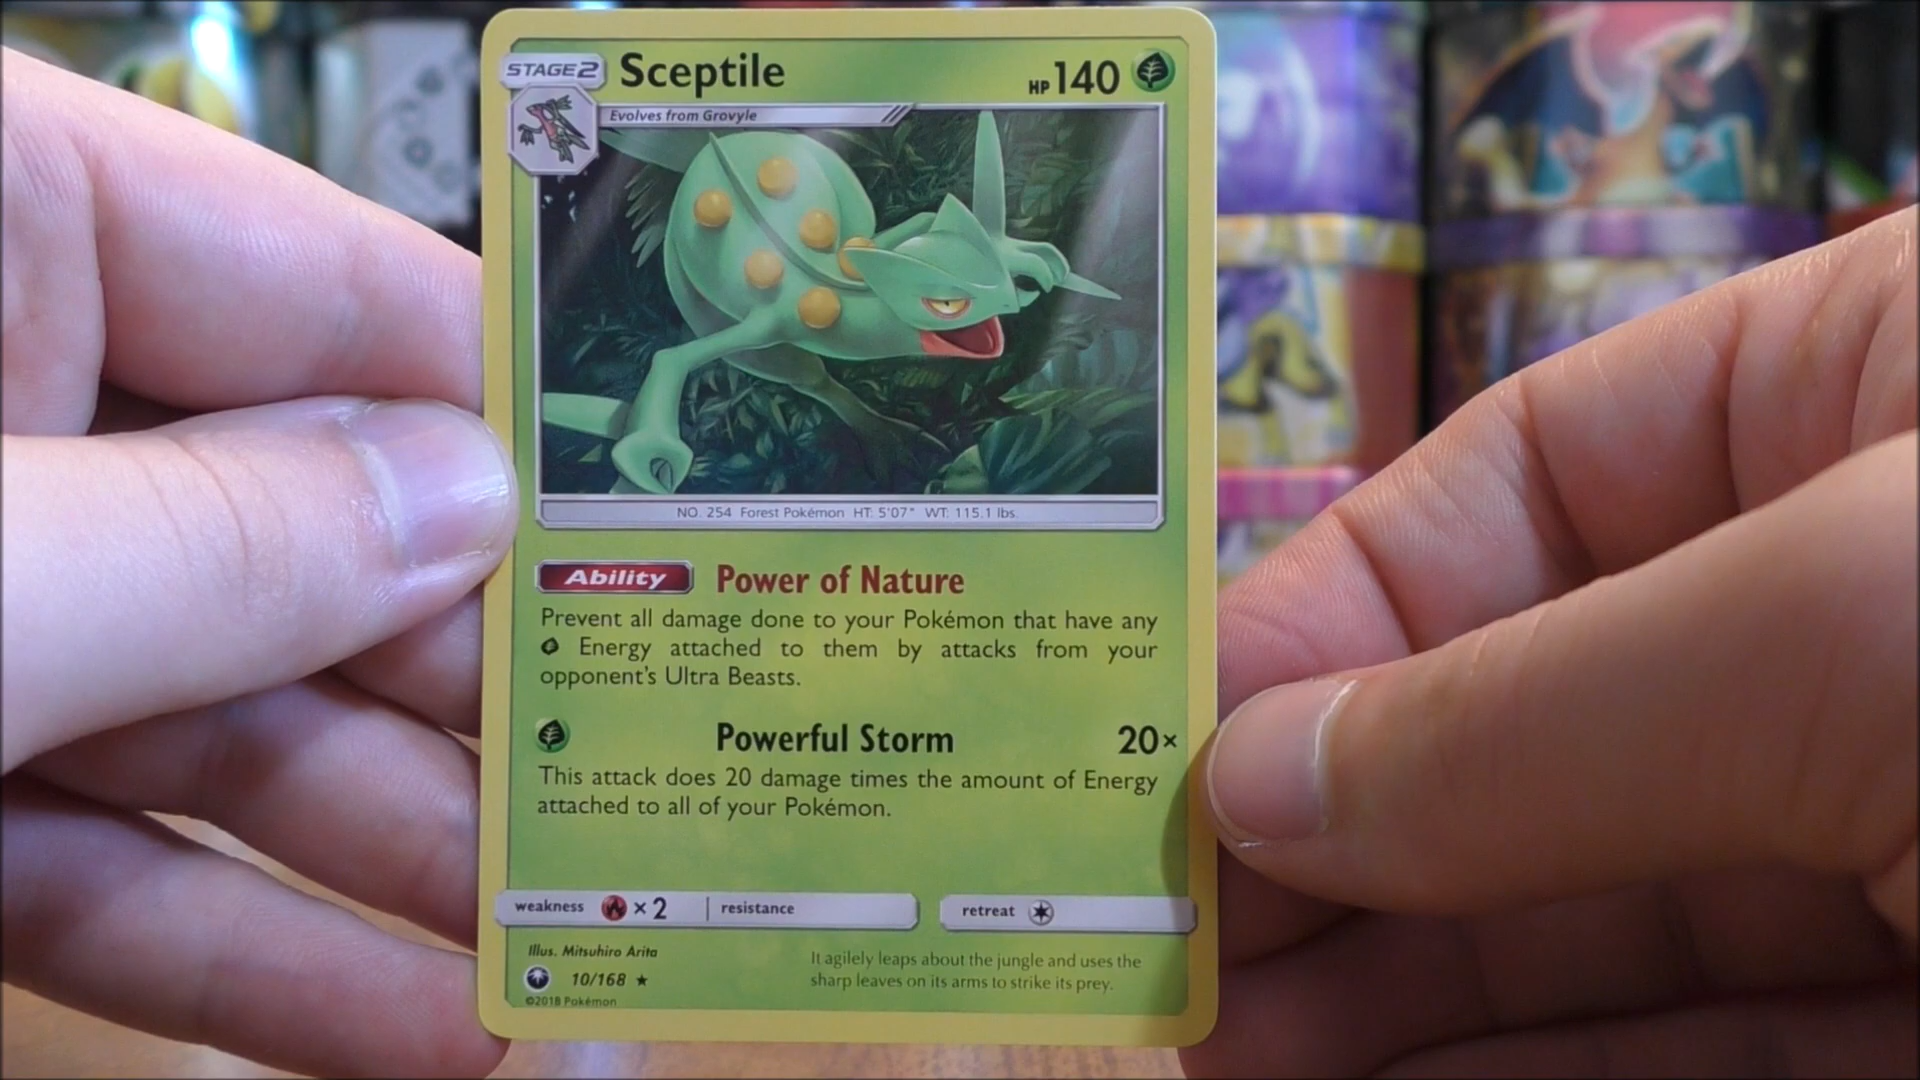 STAGE2 Sceptile HP 140
Evolves from Grovyle
NO. 254 Forest Pokémon HT: 5'07" WT: 115.1 lbs.
Ability Power of Nature
Prevent all damage done to your Pokémon that have any
Energy attached to them by attacks from your
opponent's Ultra Beasts.
Powerful Storm 20×
This attack does 20 damage times the amount of Energy
attached to all of your Pokémon.
weakness × 2 resistance retreat
Illus. Mitsuhiro Arita
10/168 ★
©2018 Pokémon
It agilely leaps about the jungle and uses the
sharp leaves on its arms to strike its prey.